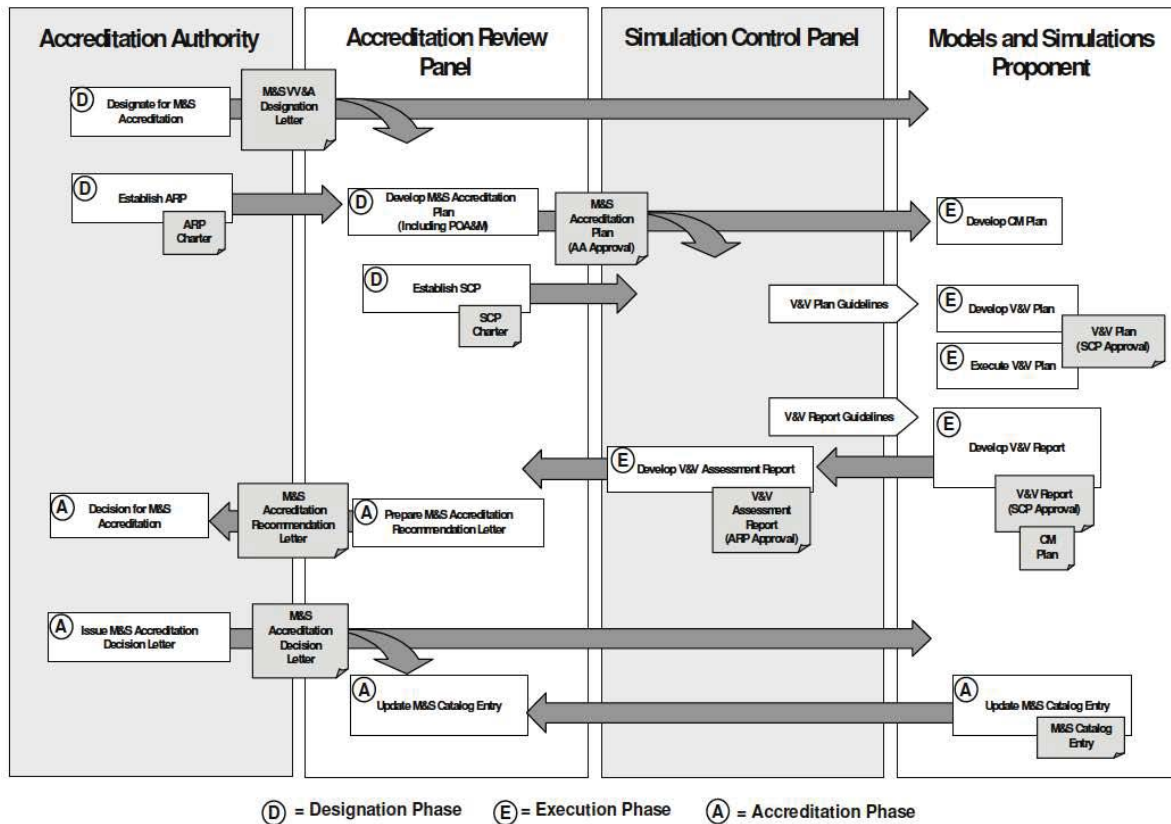 Accreditation Authority
Accreditation Review
Panel
Simulation Control Panel
Models and Simulations
Proponent
D
Designate for M&S
Accreditation
M&S VV&A
Designation
Letter
D
Establish ARP
ARP
Charter
D
Develop M&S Accreditation
Plan
(Including POA&M)
M&S
Accreditation
Plan
(AA Approval)
E
Develop CM Plan
D
Establish SCP
SCP
Charter
V&V Plan Guidelines
E
Develop V&V Plan
V&V Plan
(SCP Approval)
E
Execute V&V Plan
V&V Report Guidelines
E
Develop V&V Report
V&V Report
(SCP Approval)
CM
Plan
E
Develop V&V Assessment Report
V&V
Assessment
Report
(ARP Approval)
A
Prepare M&S Accreditation
Recommendation Letter
M&S
Accreditation
Recommendation
Letter
A
Decision for M&S
Accreditation
A
Issue M&S Accreditation
Decision Letter
M&S
Accreditation
Decision
Letter
A
Update M&S Catalog Entry
A
Update M&S Catalog Entry
M&S Catalog
Entry
D = Designation Phase
E = Execution Phase
A = Accreditation Phase